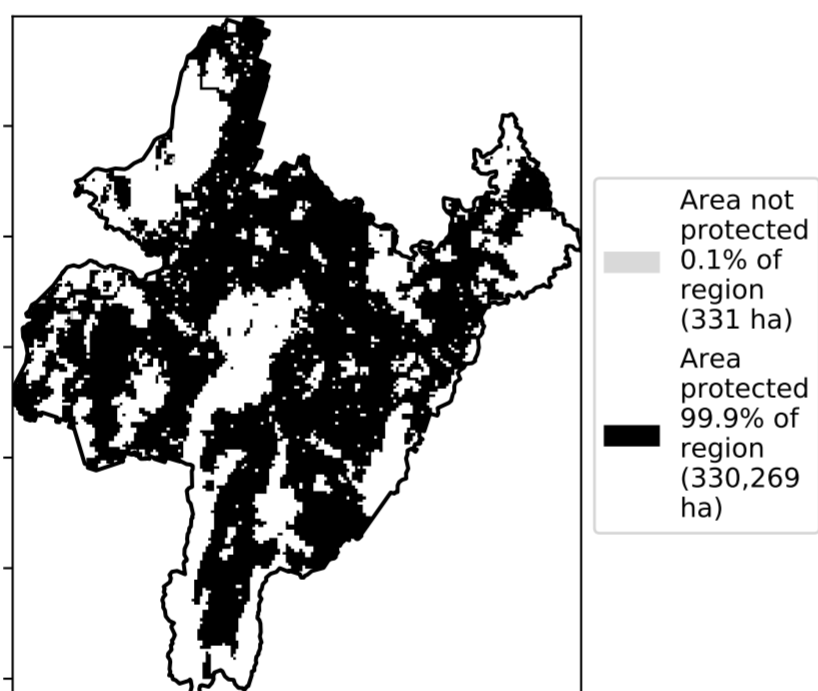 Area not
protected
0.1% of
region
(331 ha)
Area
protected
99.9% of
region
(330,269
ha)